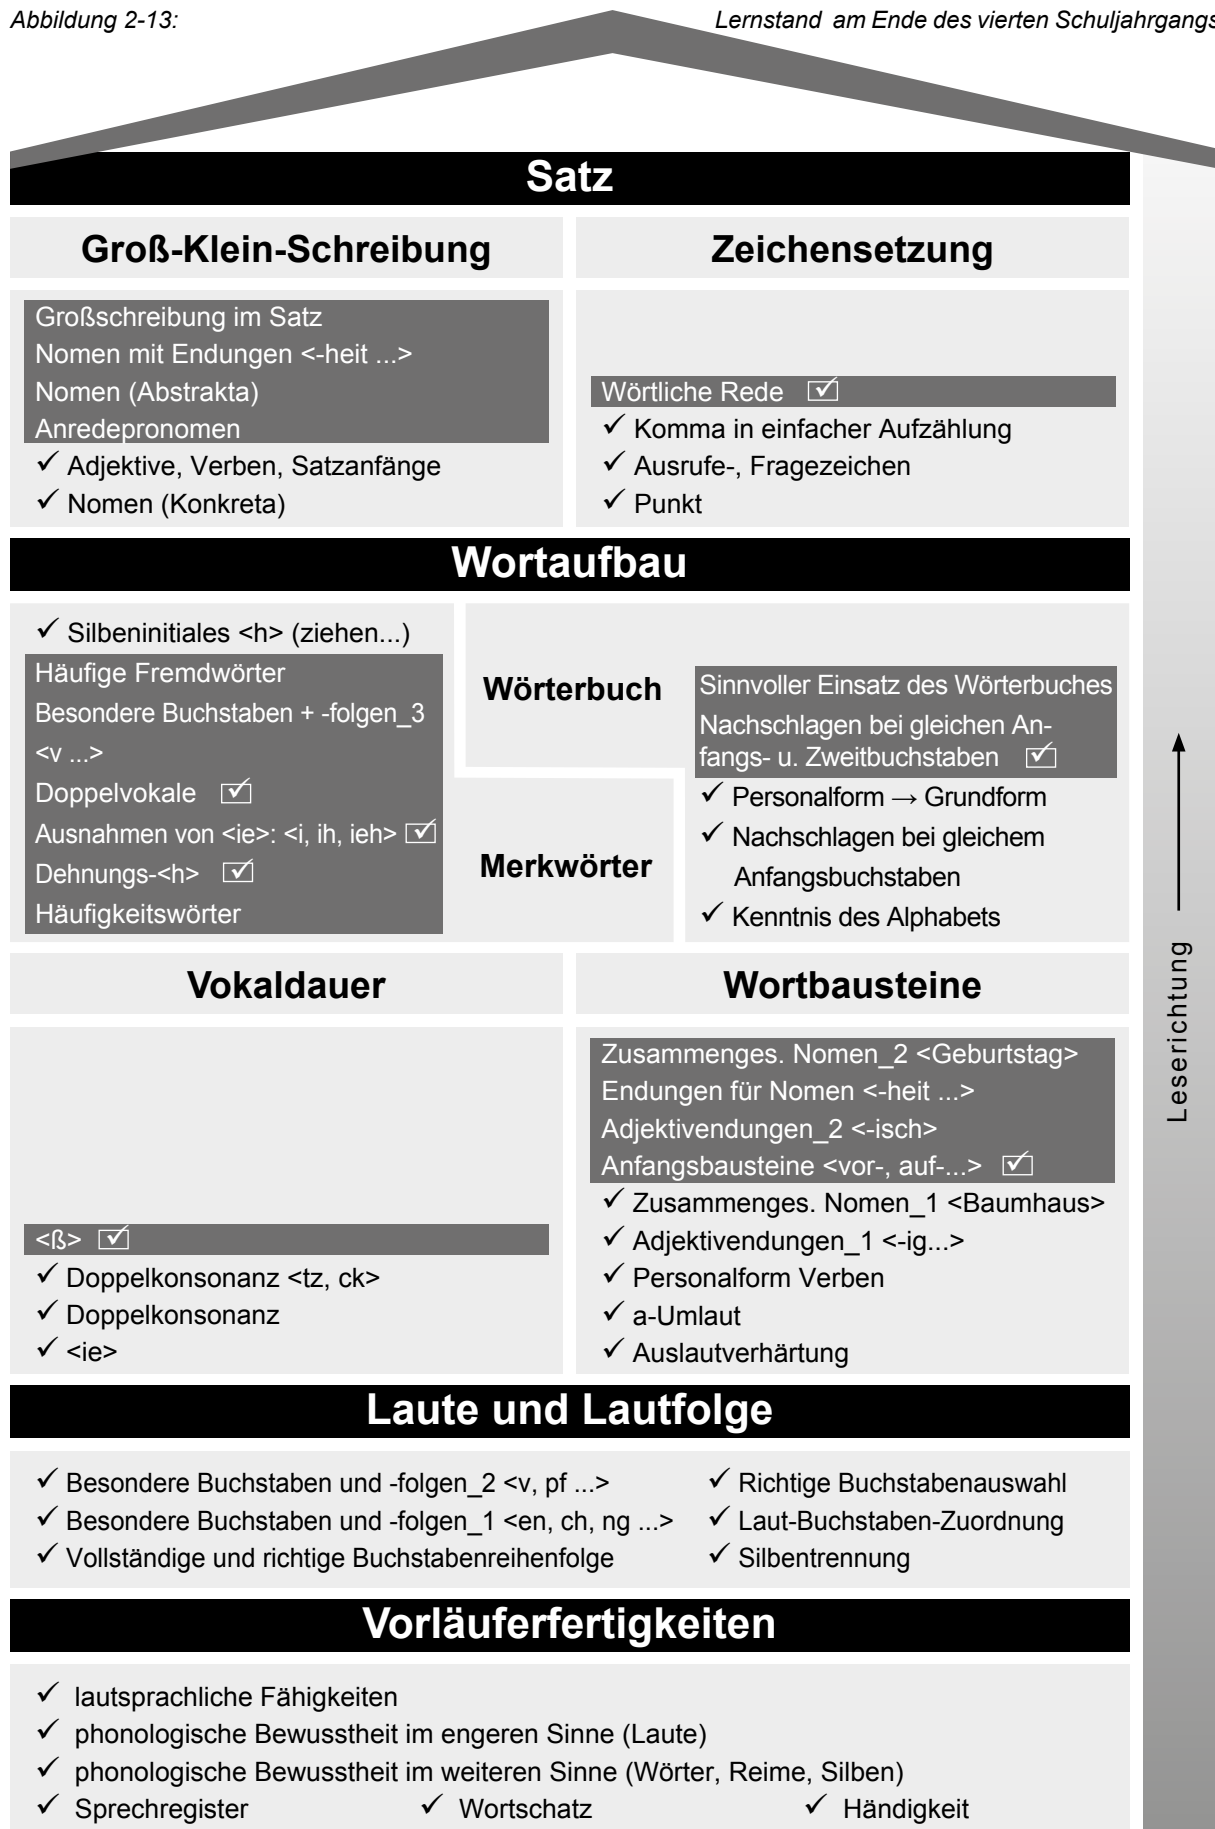 Abbildung 2-13:
Lernstand am Ende des vierten Schuljahrgangs
Satz
Groß-Klein-Schreibung
Großschreibung im Satz
Nomen mit Endungen <-heit ...>
Nomen (Abstrakta)
Anredepronomen
✓ Adjektive, Verben, Satzanfänge
✓ Nomen (Konkreta)
Zeichensetzung
Wörtliche Rede ☑
✓ Komma in einfacher Aufzählung
✓ Ausrufe-, Fragezeichen
✓ Punkt
Wortaufbau
✓ Silbeninitiales <h> (ziehen...)
Häufige Fremdwörter
Besondere Buchstaben + -folgen_3
<v ...>
Doppelvokale ☑
Ausnahmen von <ie>: <i, ih, ieh> ☑
Dehnungs-<h> ☑
Häufigkeitswörter
Merkwörter
Wörterbuch
Sinnvoller Einsatz des Wörterbuches
Nachschlagen bei gleichen An-
fangs- u. Zweitbuchstaben ☑
✓ Personalform → Grundform
✓ Nachschlagen bei gleichem
Anfangsbuchstaben
✓ Kenntnis des Alphabets
Vokaldauer
<ß> ☑
✓ Doppelkonsonanz <tz, ck>
✓ Doppelkonsonanz
✓ <ie>
Wortbausteine
Zusammenges. Nomen_2 <Geburtstag>
Endungen für Nomen <-heit ...>
Adjektivendungen_2 <-isch>
Anfangsbausteine <vor-, auf-...> ☑
✓ Zusammenges. Nomen_1 <Baumhaus>
✓ Adjektivendungen_1 <-ig...>
✓ Personalform Verben
✓ a-Umlaut
✓ Auslautverhärtung
Laute und Lautfolge
✓ Besondere Buchstaben und -folgen_2 <v, pf ...>
✓ Besondere Buchstaben und -folgen_1 <en, ch, ng ...>
✓ Vollständige und richtige Buchstabenreihenfolge
✓ Richtige Buchstabenauswahl
✓ Laut-Buchstaben-Zuordnung
✓ Silbentrennung
Vorläuferfertigkeiten
✓ lautsprachliche Fähigkeiten
✓ phonologische Bewusstheit im engeren Sinne (Laute)
✓ phonologische Bewusstheit im weiteren Sinne (Wörter, Reime, Silben)
✓ Sprechregister ✓ Wortschatz ✓ Händigkeit
Leserichtung